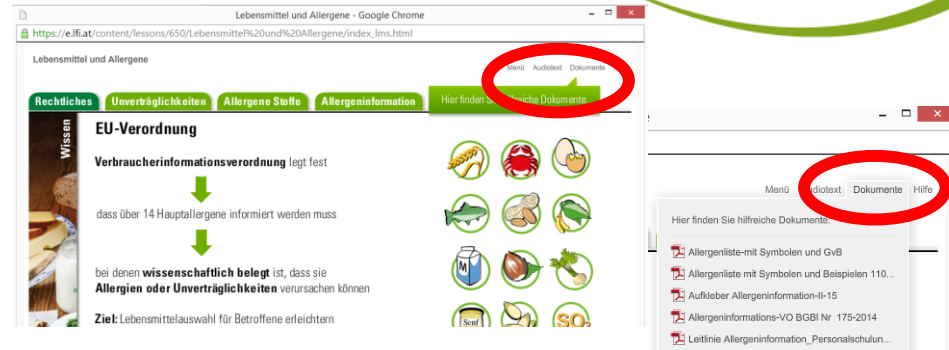 Lebensmittel und Allergene - Google Chrome
https://e.lfi.at/content/lessons/650/Lebensmittel%20und%20Allergene/index_lms.html
Lebensmittel und Allergene
Menü Audiotext Dokumente
Rechtliches Unverträglichkeiten Allergene Stoffe Allergeninformation Hier finden Dokumente.
Wissen
EU-Verordnung
Verbraucherinformationsverordnung legt fest
dass über 14 Hauptallergene informiert werden muss
bei denen wissenschaftlich belegt ist, dass sie
Allergien oder Unverträglichkeiten verursachen können
Ziel: Lebensmittelauswahl für Betroffene erleichtern
M
Senf
SO2
Menü Audiotext Dokumente Hilfe
Hier finden Sie hilfreiche Dokumente.
Allergenliste-mit Symbolen und GvB
Allergenliste mit Symbolen und Beispielen 110...
Aufkleber Allergeninformation-II-15
Allergeninformations-VO BGBl Nr 175-2014
Leitlinie Allergeninformation_Personalschulun...